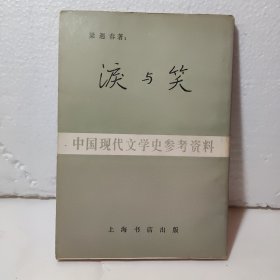 梁遇春著：
淚与笑
中国现代文学史参考资料
上海书店出版